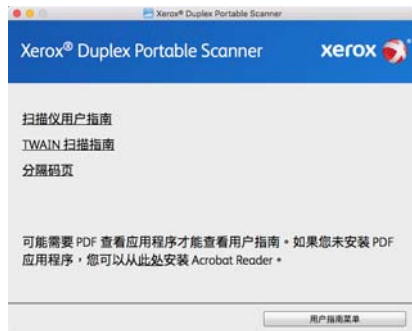 Xerox® Duplex Portable Scanner
Xerox® Duplex Portable Scanner
xerox
扫描仪用户指南
TWAIN 扫描指南
分隔码页
可能需要 PDF 查看应用程序才能查看用户指南。如果您未安装 PDF
应用程序，您可以从此处安装 Acrobat Reader。
用户指南菜单